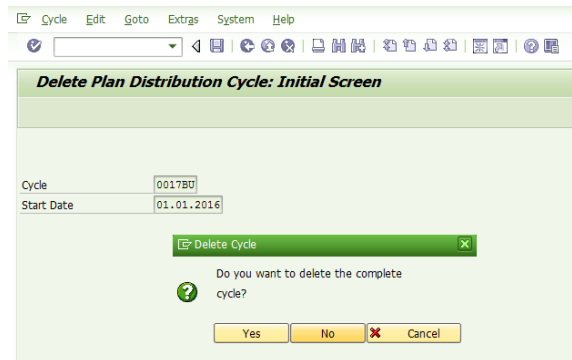 Cycle Edit Goto Extras System Help
Delete Plan Distribution Cycle: Initial Screen
Cycle 0017BU
Start Date 01.01.2016
Delete Cycle
Do you want to delete the complete
cycle?
Yes No Cancel